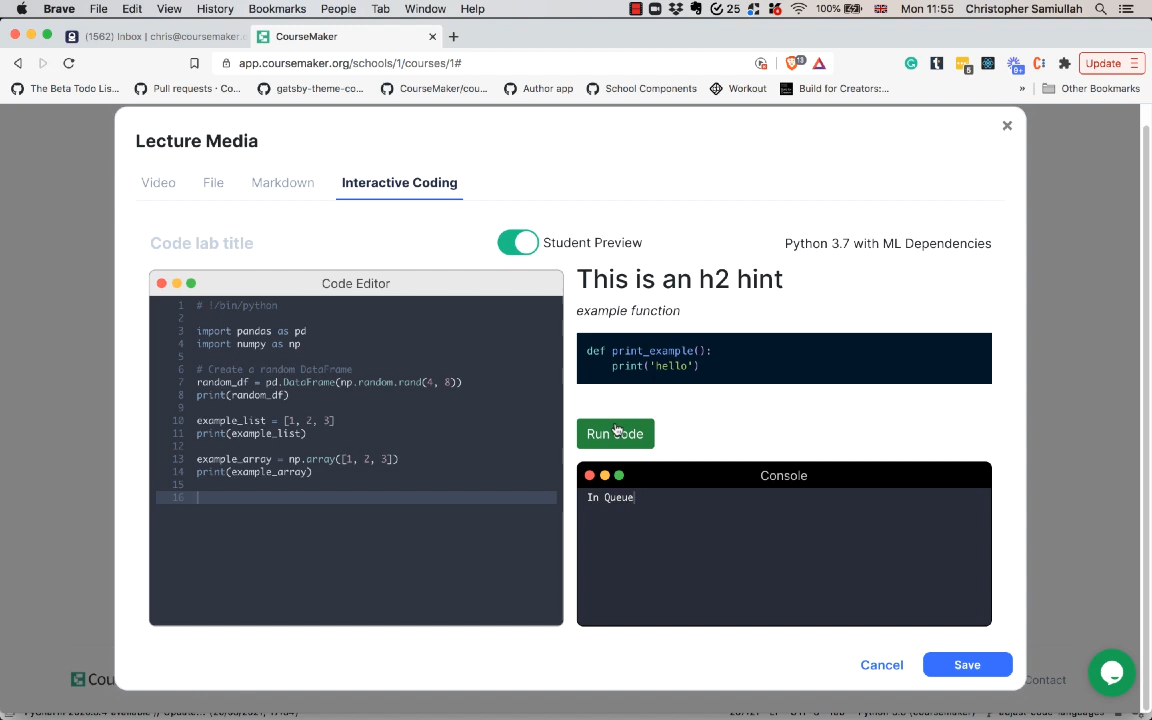 Brave File Edit View History Bookmarks People Tab Window Help 25 100% Mon 11:55 Christopher Samiullah
(1562) Inbox | chris@coursemaker. CourseMaker
app.coursemaker.org/schools/1/courses/1# 13 5 9+ Update
The Beta Todo Lis... Pull requests · Co... gatsby-theme-co... CourseMaker/cou... Author app School Components Workout Build for Creators:... » Other Bookmarks
Lecture Media
Video File Markdown Interactive Coding
Code lab title
Student Preview
Python 3.7 with ML Dependencies
Code Editor
1 # !/bin/python
2
3 import pandas as pd
4 import numpy as np
5
6 # Create a random DataFrame
7 random_df = pd.DataFrame(np.random.rand(4, 8))
8 print(random_df)
9
10 example_list = [1, 2, 3]
11 print(example_list)
12
13 example_array = np.array([1, 2, 3])
14 print(example_array)
15
16
This is an h2 hint
example function
def print_example():
print('hello')
Run Code
Console
In Queue
Cancel Save
Cou
Contact